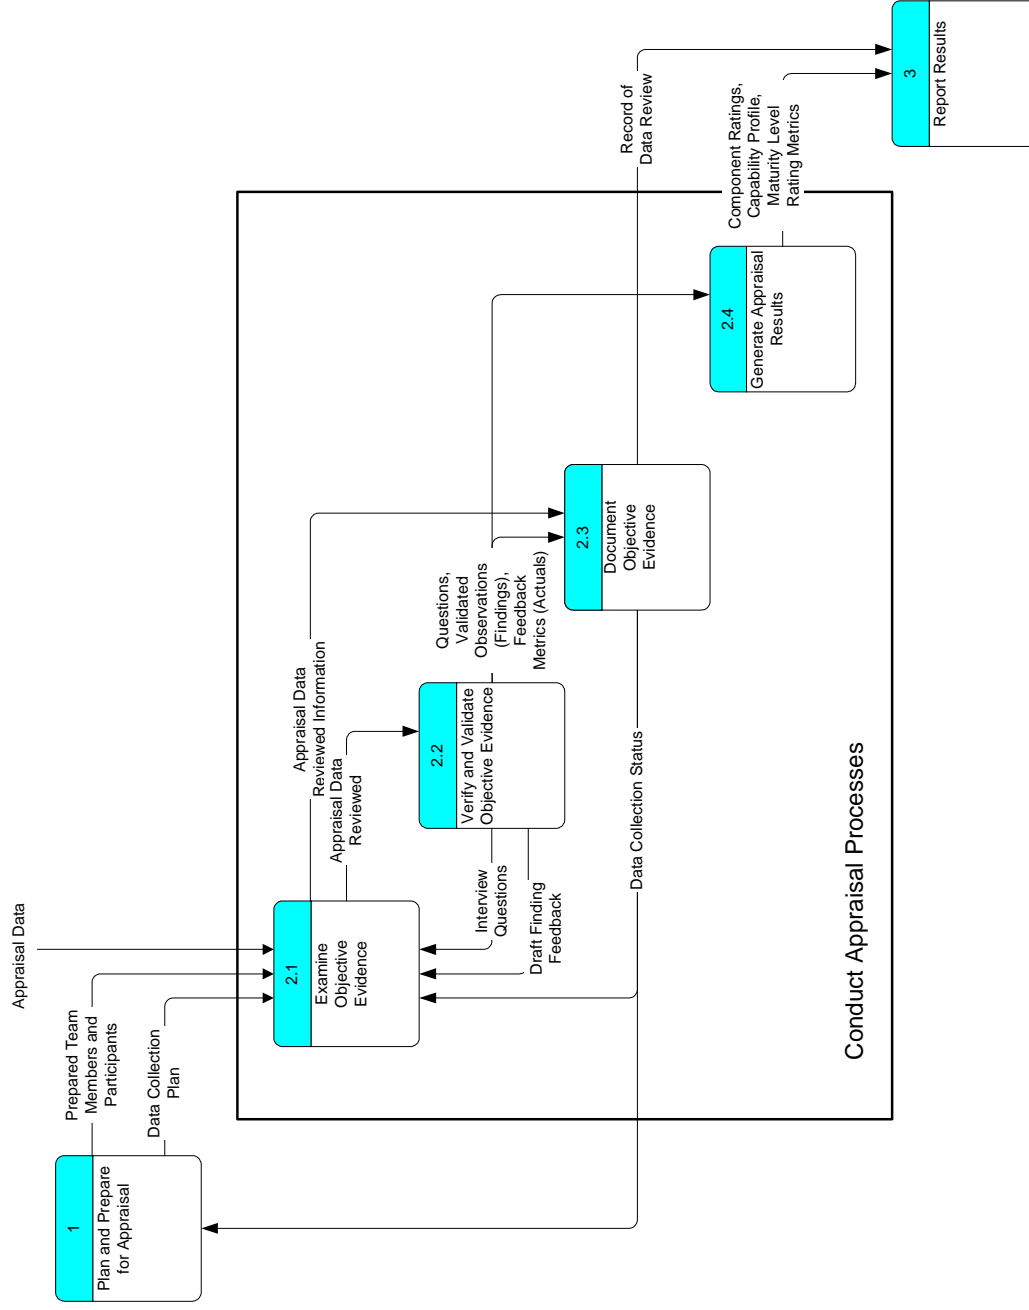 Appraisal Data
1
Plan and Prepare
for Appraisal
Prepared Team
Members and
Participants
Data Collection
Plan
2.1
Examine
Objective
Evidence
Appraisal Data
Reviewed Information
Appraisal Data
Reviewed
2.2
Verify and Validate
Objective Evidence
Interview
Questions
Draft Finding
Feedback
Questions,
Validated
Observations
(Findings),
Feedback
Metrics (Actuals)
2.3
Document
Objective
Evidence
Data Collection Status
2.4
Generate Appraisal
Results
Record of
Data Review
Component Ratings,
Capability Profile,
Maturity Level
Rating Metrics
3
Report Results
Conduct Appraisal Processes